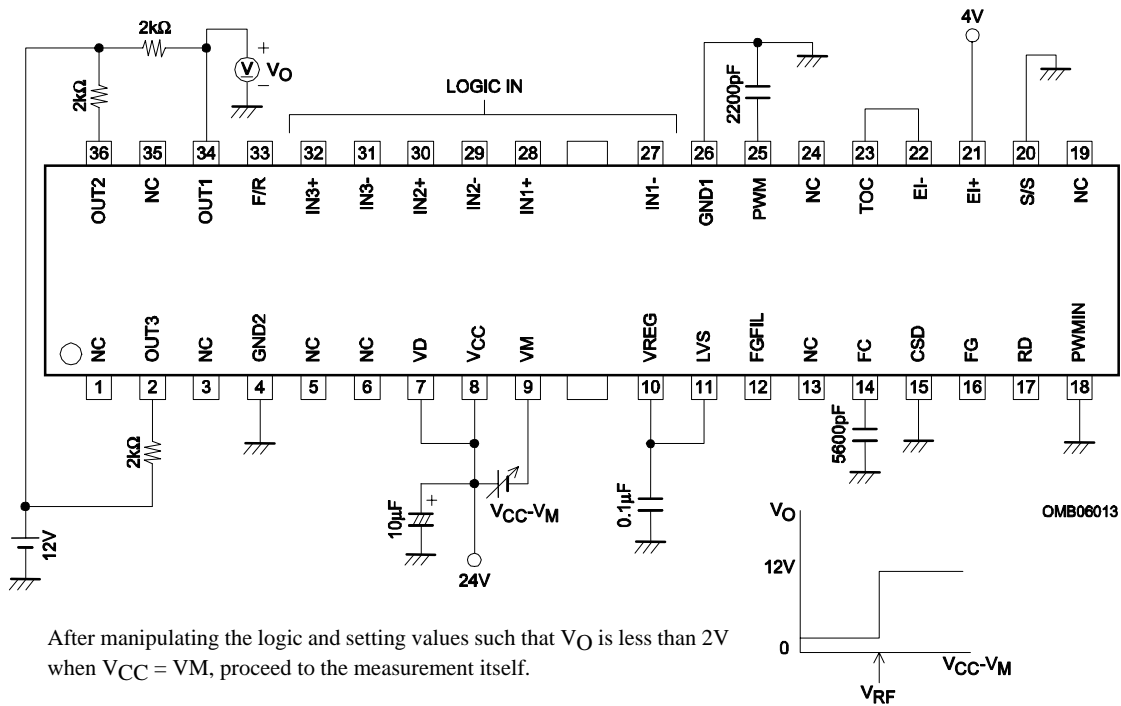 4V
2kΩ
+
V VO
-
2kΩ
LOGIC IN
2200pF
36 35 34 33 32 31 30 29 28 27 26 25 24 23 22 21 20 19
OUT2 NC OUT1 F/R IN3+ IN3- IN2+ IN2- IN1+ IN1- GND1 PWM NC TOC EI- EI+ S/S NC
NC OUT3 NC GND2 NC NC VD VCC VM VREG LVS FGFIL NC FC CSD FG RD PWMIN
1 2 3 4 5 6 7 8 9 10 11 12 13 14 15 16 17 18
2kΩ
12V
10μF
+
VCC-VM
24V
0.1μF
5600pF
OMB06013
VO
12V
0
VCC-VM
VRF
After manipulating the logic and setting values such that VO is less than 2V
when VCC = VM, proceed to the measurement itself.